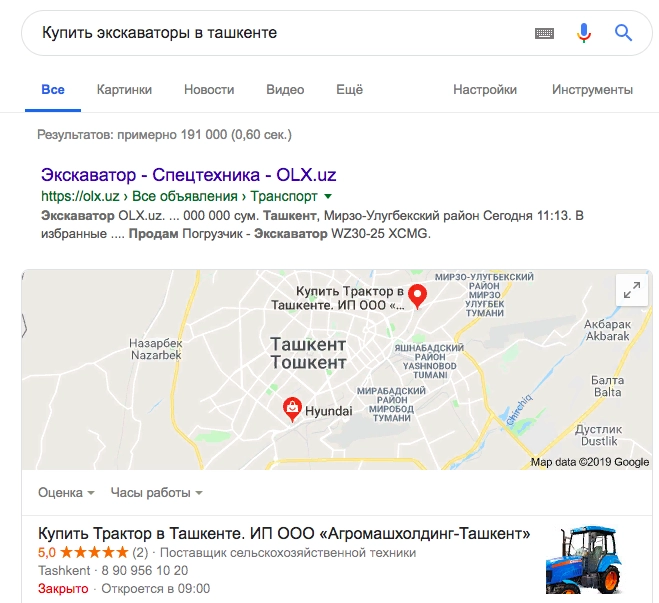 Купить экскаваторы в ташкенте
Все Картинки Новости Видео Ещё Настройки Инструменты
Результатов: примерно 191 000 (0,60 сек.)
Экскаватор - Спецтехника - OLX.uz
https://olx.uz › Все объявления › Транспорт
Экскаватор OLX.uz. ... 000 000 сум. Ташкент, Мирзо-Улугбекский район Сегодня 11:13. В
избранные .... Продам Погрузчик - Экскаватор WZ30-25 XCMG.
МИРЗО-УЛУГБЕКСКИЙ
РАЙОН
МИРЗО
УЛУГБЕК
ТУМАНИ
Купить Трактор в
Ташкенте. ИП ООО «...
Акбарак
Akbarak
Назарбек
Nazarbek
Ташкент
Тошкент
ЯШНАБАДСКИЙ
РАЙОН
YASHNOBOD
TUMANI
Балта
Balta
МИРАБАДСКИЙ
РАЙОН
МИРОБОД
ТУМАНИ
Chirchiq
Hyundai
Дустлик
Dustlik
Map data ©2019 Google
Оценка Часы работы
Купить Трактор в Ташкенте. ИП ООО «Агромашхолдинг-Ташкент»
5,0 ★★★★★ (2) · Поставщик сельскохозяйственной техники
Tashkent · 8 90 956 10 20
Закрыто · Откроется в 09:00